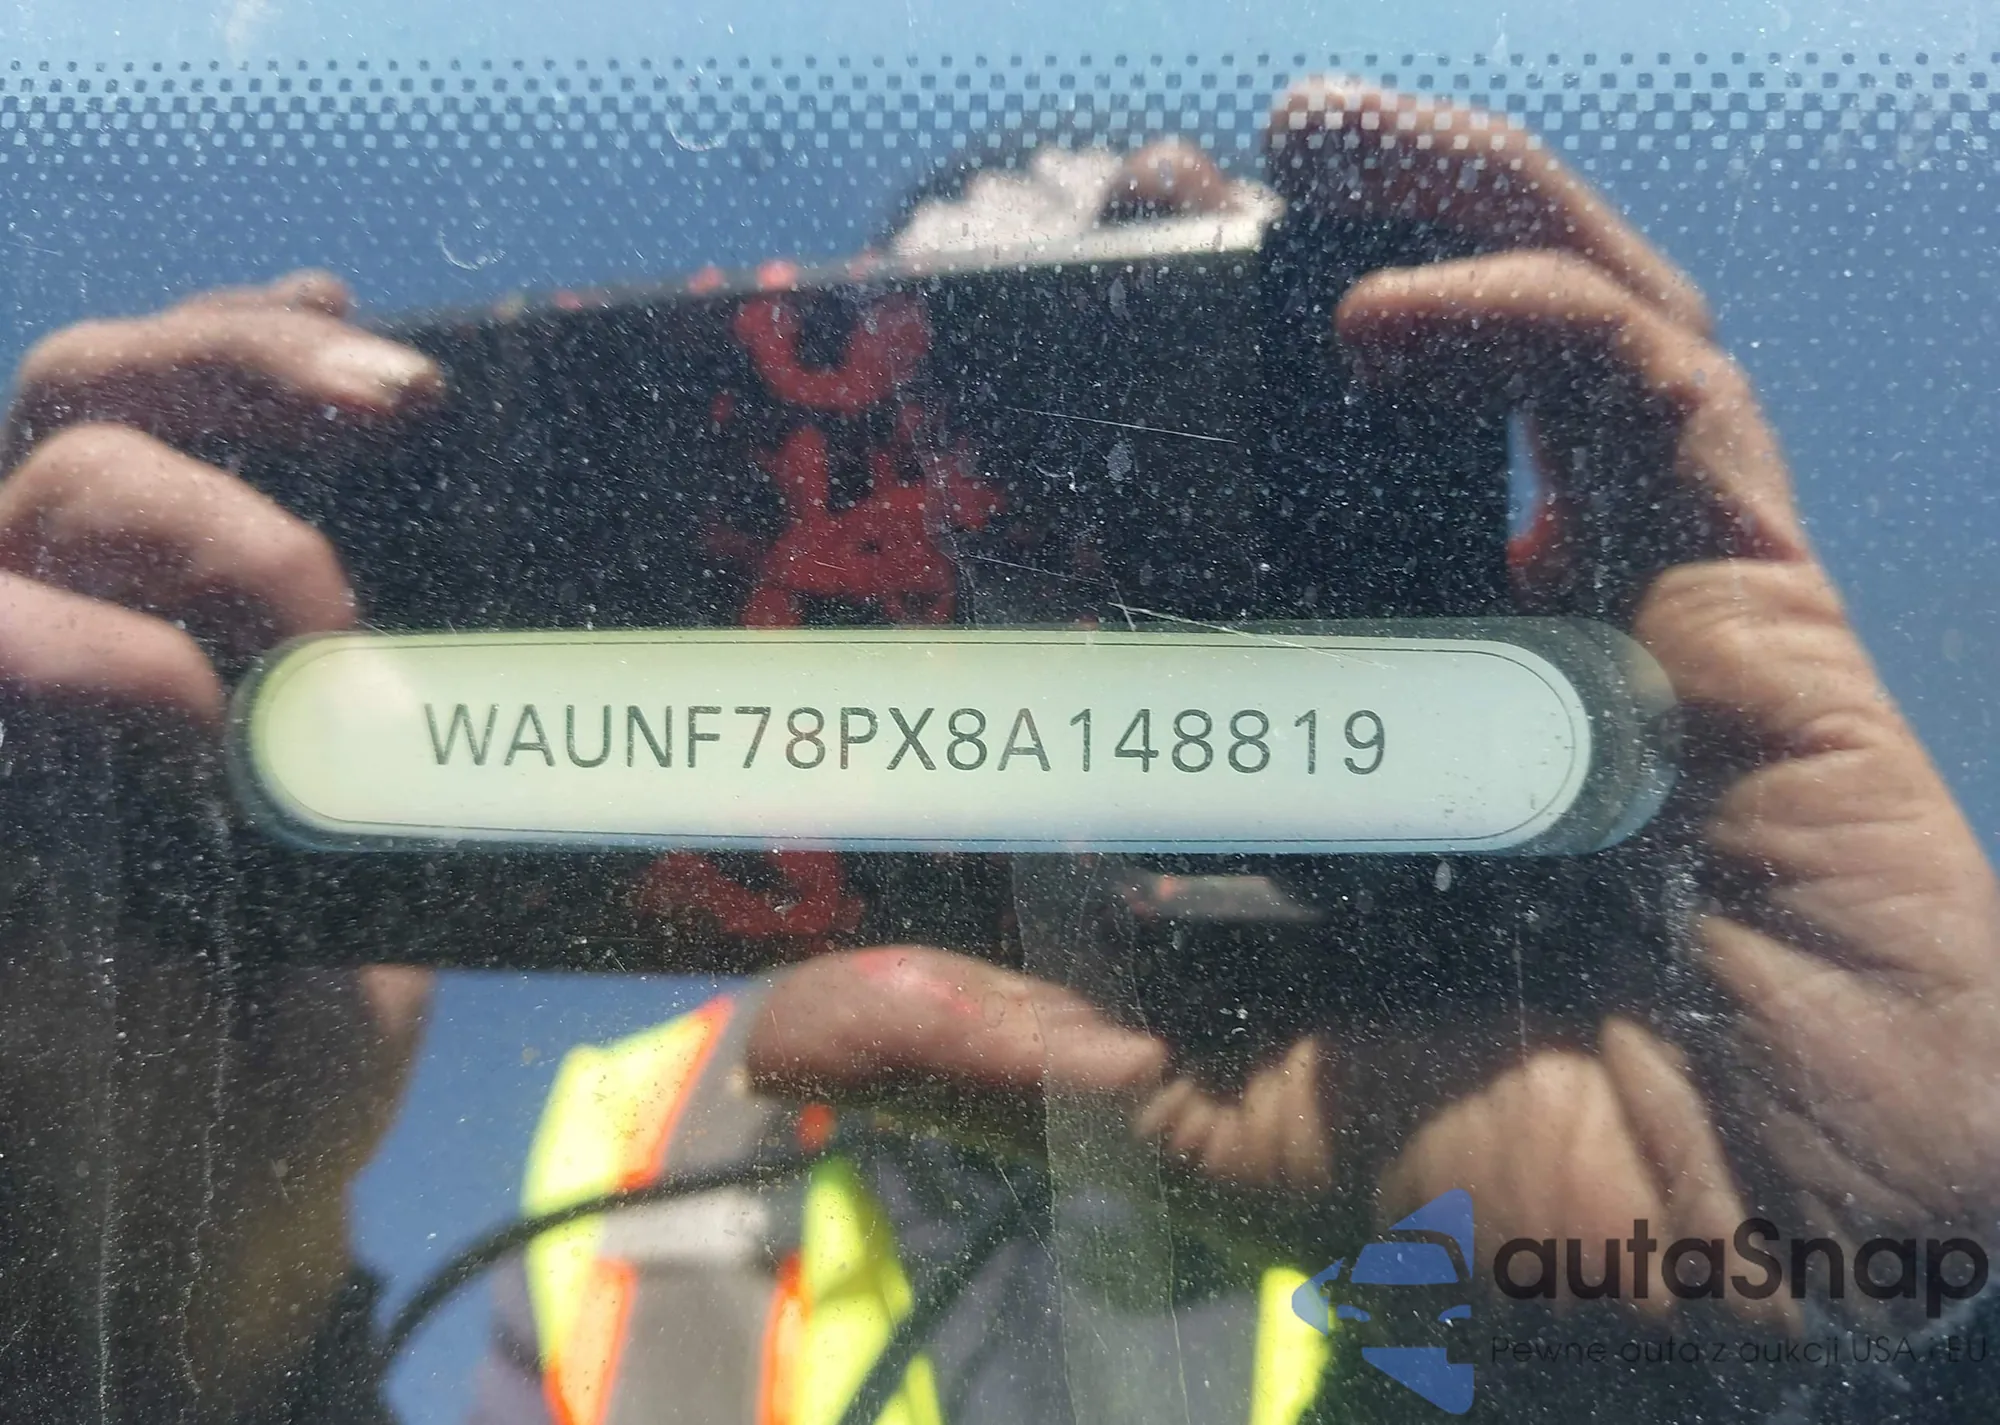 WAUNF78PX8A148819
autaSnap
Pewne auta z aukcji USA i EU